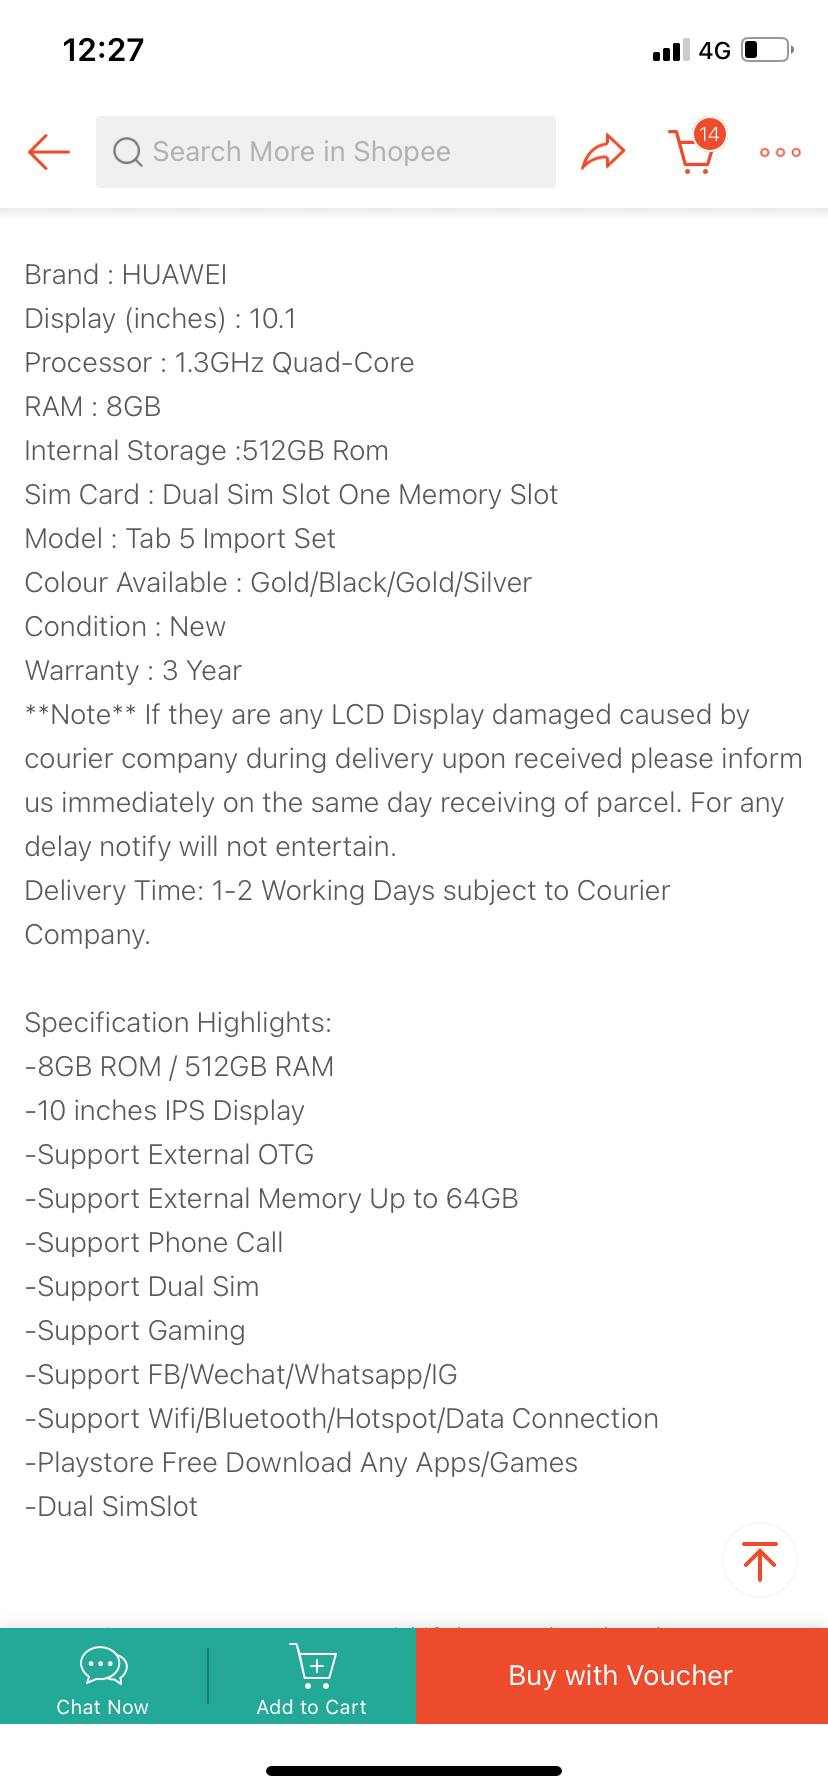 12:27
4G
Search More in Shopee
14
Brand : HUAWEI
Display (inches) : 10.1
Processor : 1.3GHz Quad-Core
RAM : 8GB
Internal Storage :512GB Rom
Sim Card : Dual Sim Slot One Memory Slot
Model : Tab 5 Import Set
Colour Available : Gold/Black/Gold/Silver
Condition : New
Warranty : 3 Year
**Note** If they are any LCD Display damaged caused by
courier company during delivery upon received please inform
us immediately on the same day receiving of parcel. For any
delay notify will not entertain.
Delivery Time: 1-2 Working Days subject to Courier
Company.
Specification Highlights:
-8GB ROM / 512GB RAM
-10 inches IPS Display
-Support External OTG
-Support External Memory Up to 64GB
-Support Phone Call
-Support Dual Sim
-Support Gaming
-Support FB/Wechat/Whatsapp/IG
-Support Wifi/Bluetooth/Hotspot/Data Connection
-Playstore Free Download Any Apps/Games
-Dual SimSlot
Chat Now
Add to Cart
Buy with Voucher